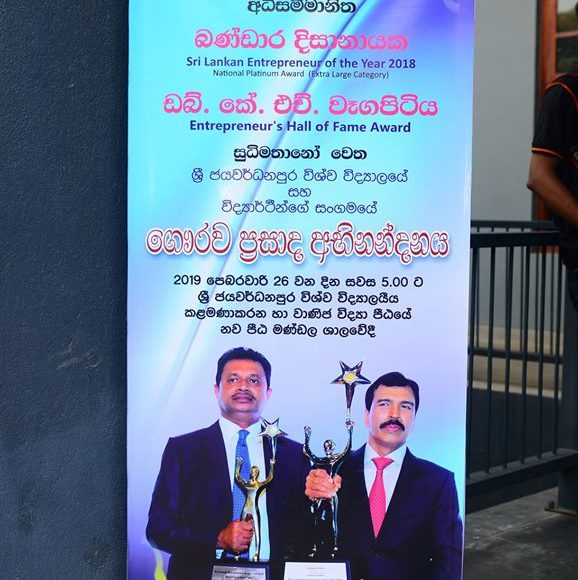 අධිසම්මානිත
බණ්ඩාර දිසානායක
Sri Lankan Entrepreneur of the Year 2018
National Platinum Award (Extra Large Category)
ඩබ්. කේ. එච්. වෑගපිටිය
Entrepreneur's Hall of Fame Award
සුධිමතානෝ වෙත
ශ්‍රී ජයවර්ධනපුර විශ්ව විද්‍යාලයේ
සහ
විද්‍යාර්ථීන්ගේ සංගමයේ
ගෞරව ප්‍රසාද අභිනන්දනය
2019 පෙබරවාරි 26 වන දින සවස 5.00 ට
ශ්‍රී ජයවර්ධනපුර විශ්ව විද්‍යාලයීය
කළමණාකරන හා වාණිජ විද්‍යා පීඨයේ
නව පීඨ මණ්ඩල ශාලාවේදී